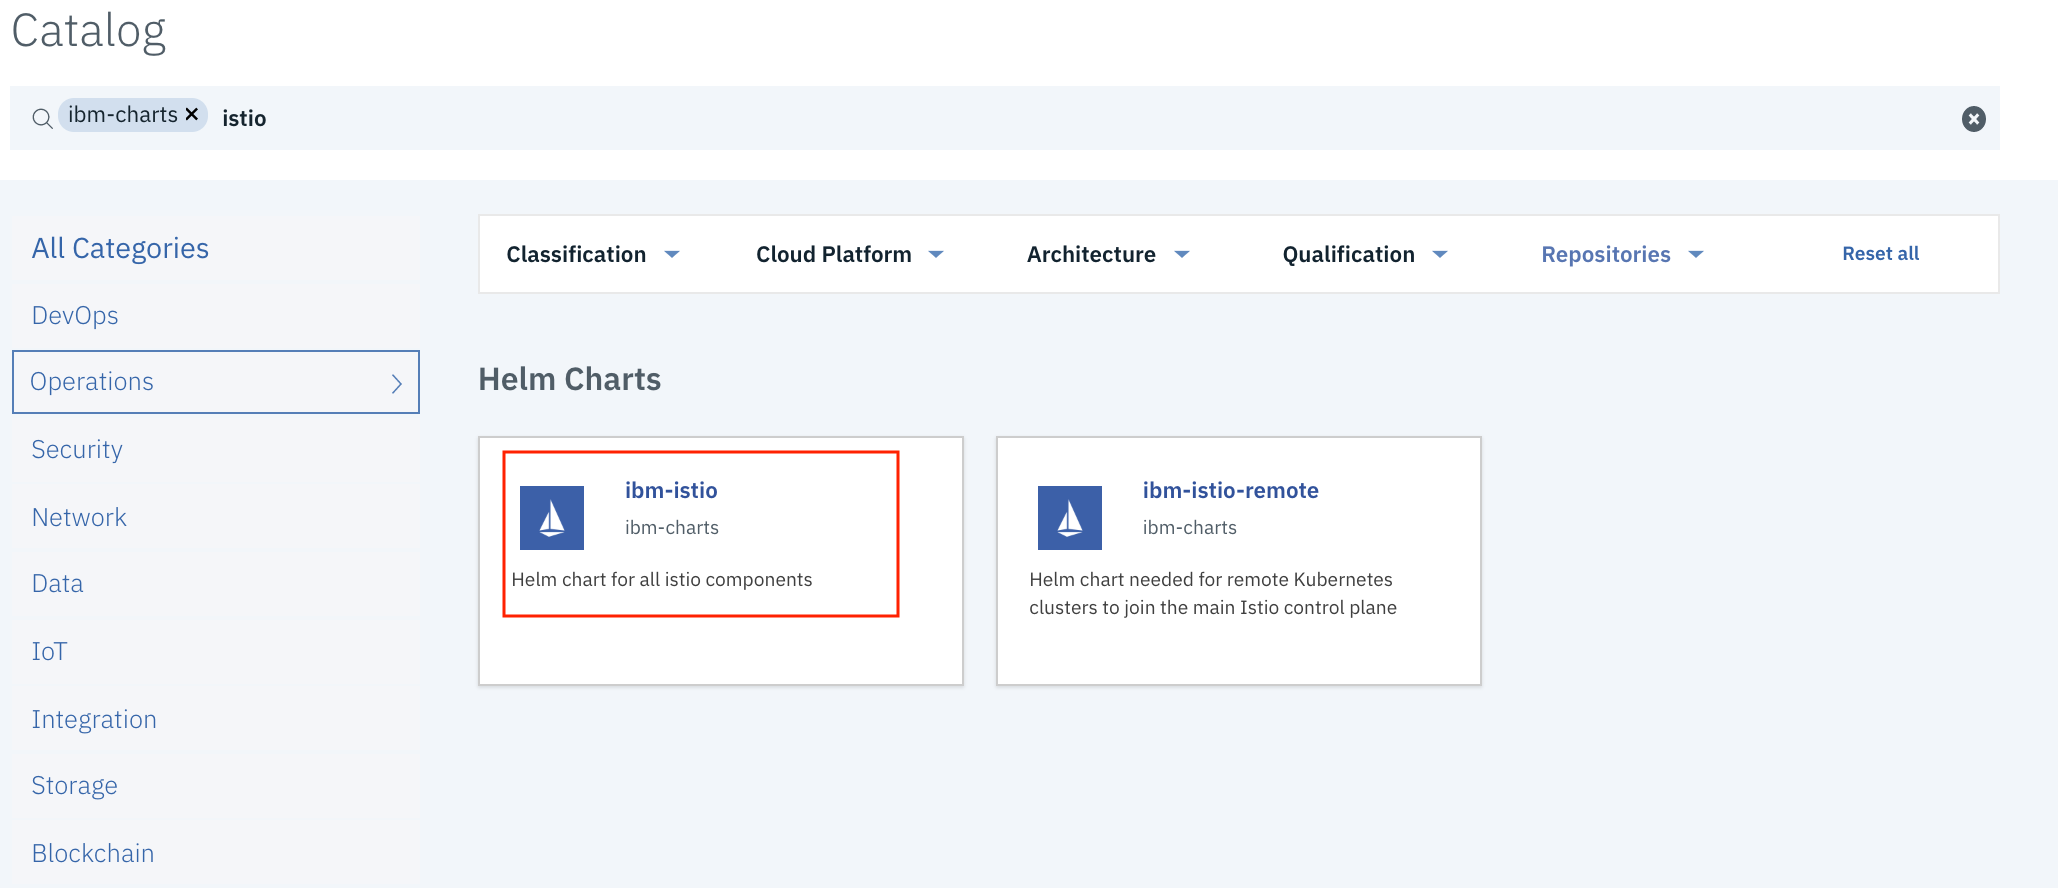 Catalog
ibm-charts × istio
All Categories
DevOps
Operations
Security
Network
Data
IoT
Integration
Storage
Blockchain
Classification Cloud Platform Architecture Qualification Repositories Reset all
Helm Charts
ibm-istio
ibm-charts
Helm chart for all istio components
ibm-istio-remote
ibm-charts
Helm chart needed for remote Kubernetes
clusters to join the main Istio control plane